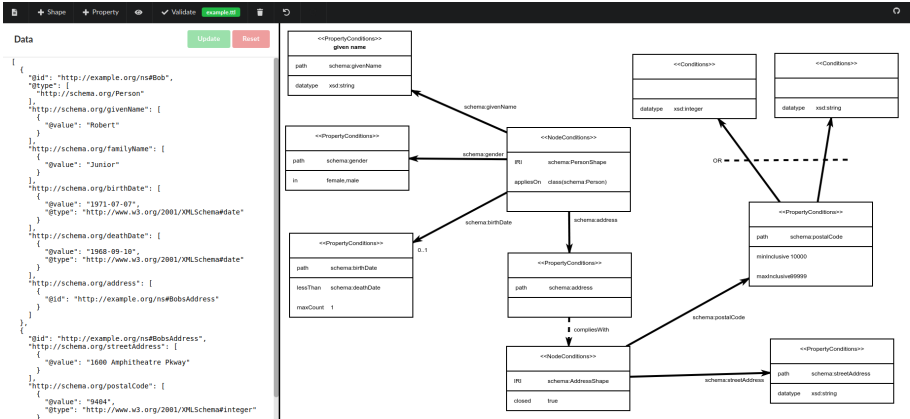 + Shape + Property Validate example.ttl
Data Update Reset
[
  {
    "@id": "http://example.org/ns#Bob",
    "@type": [
      "http://schema.org/Person"
    ],
    "http://schema.org/givenName": [
      {
        "@value": "Robert"
      }
    ],
    "http://schema.org/familyName": [
      {
        "@value": "Junior"
      }
    ],
    "http://schema.org/birthDate": [
      {
        "@value": "1971-07-07",
        "@type": "http://www.w3.org/2001/XMLSchema#date"
      }
    ],
    "http://schema.org/deathDate": [
      {
        "@value": "1968-09-10",
        "@type": "http://www.w3.org/2001/XMLSchema#date"
      }
    ],
    "http://schema.org/address": [
      {
        "@id": "http://example.org/ns#BobsAddress"
      }
    ]
  },
  {
    "@id": "http://example.org/ns#BobsAddress",
    "http://schema.org/streetAddress": [
      {
        "@value": "1600 Amphitheatre Pkway"
      }
    ],
    "http://schema.org/postalCode": [
      {
        "@value": "9404",
        "@type": "http://www.w3.org/2001/XMLSchema#integer"
      }
<<PropertyConditions>>
given name
path schema:givenName
datatype xsd:string
schema:givenName
<<PropertyConditions>>
path schema:gender
in female,male
schema:gender
<<NodeConditions>>
IRI schema:PersonShape
appliesOn class(schema:Person)
schema:birthDate
0..1
<<PropertyConditions>>
path schema:birthDate
lessThan schema:deathDate
maxCount 1
schema:address
<<PropertyConditions>>
path schema:address
compliesWith
<<NodeConditions>>
IRI schema:AddressShape
closed true
<<Conditions>>
datatype xsd:integer
<<Conditions>>
datatype xsd:string
OR
<<PropertyConditions>>
path schema:postalCode
minInclusive 10000
maxInclusive99999
schema:postalCode
schema:streetAddress
<<PropertyConditions>>
path schema:streetAddress
datatype xsd:string